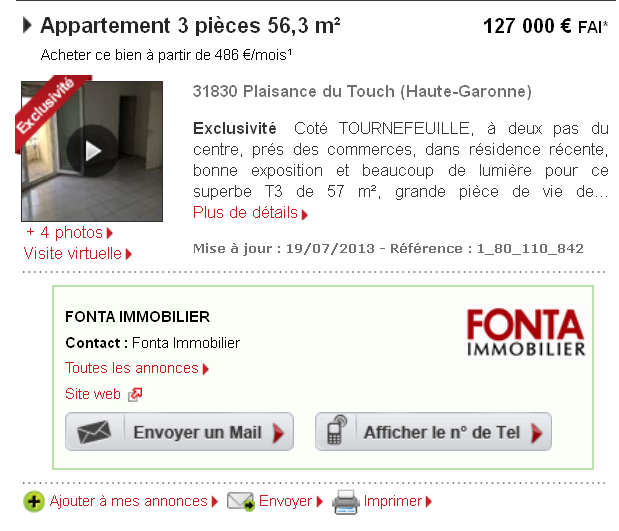 Appartement 3 pièces 56,3 m²
127 000 € FAI*
Acheter ce bien à partir de 486 €/mois¹
Exclusivité
31830 Plaisance du Touch (Haute-Garonne)
Exclusivité Coté TOURNEFEUILLE, à deux pas du
centre, prés des commerces, dans résidence récente,
bonne exposition et beaucoup de lumière pour ce
superbe T3 de 57 m², grande pièce de vie de...
Plus de détails
+ 4 photos
Visite virtuelle
Mise à jour : 19/07/2013 - Référence : 1_80_110_842
FONTA IMMOBILIER
Contact : Fonta Immobilier
Toutes les annonces
Site web
FONTA
IMMOBILIER
Envoyer un Mail
Afficher le n° de Tel
Ajouter à mes annonces
Envoyer
Imprimer